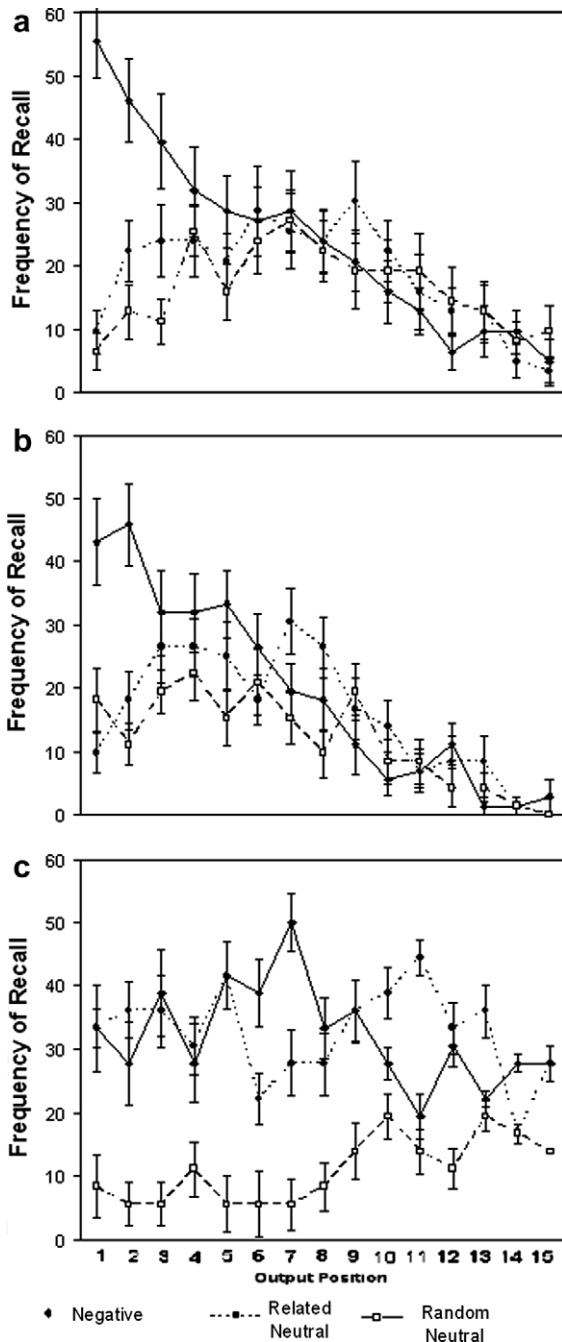 a
60
50
40
30
20
10
0
Frequency of Recall
b
60
50
40
30
20
10
0
Frequency of Recall
c
60
50
40
30
20
10
0
Frequency of Recall
1 2 3 4 5 6 7 8 9 10 11 12 13 14 15
Output Position
Negative
Related Neutral
Random Neutral